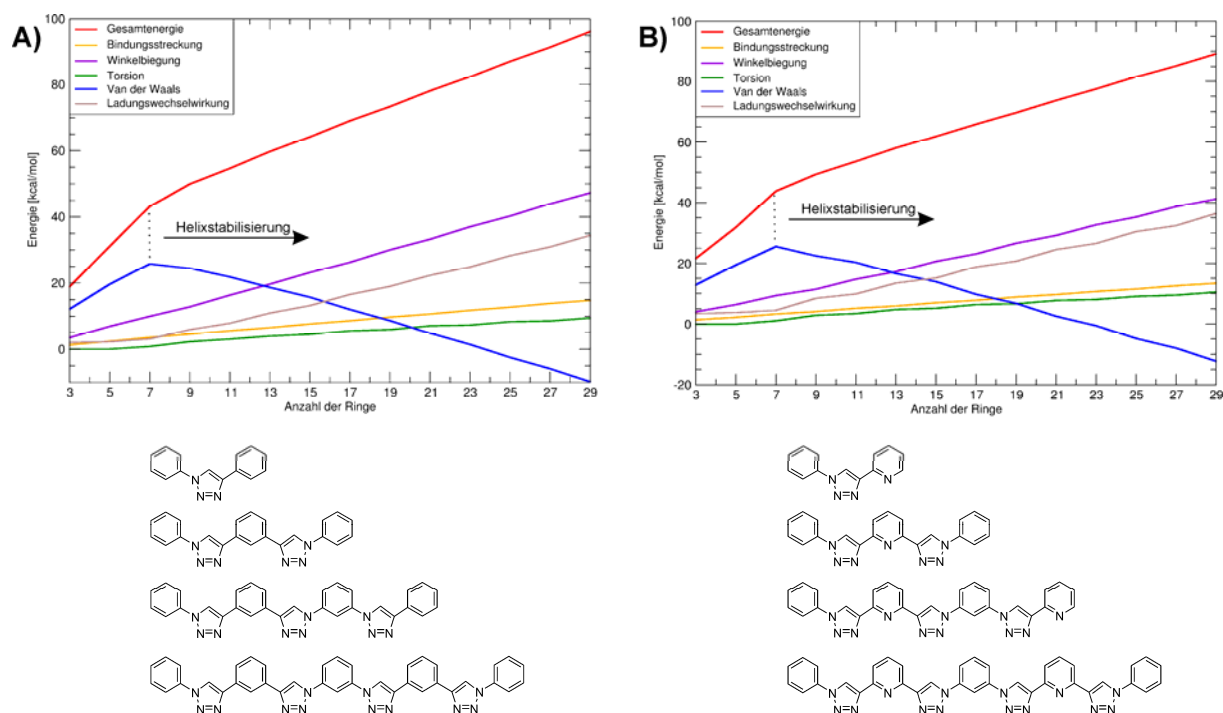 A)
Gesamtenergie
Bindungsstreckung
Winkelbiegung
Torsion
Van der Waals
Ladungswechselwirkung
Helixstabilisierung
Energie [kcal/mol]
100
80
60
40
20
0
3 5 7 9 11 13 15 17 19 21 23 25 27 29
Anzahl der Ringe
B)
Gesamtenergie
Bindungsstreckung
Winkelbiegung
Torsion
Van der Waals
Ladungswechselwirkung
Helixstabilisierung
Energie [kcal/mol]
100
80
60
40
20
0
-20
3 5 7 9 11 13 15 17 19 21 23 25 27 29
Anzahl der Ringe
N
N=N
N N
N=N N=N
N N N
N=N N=N N=N
N N N N
N=N N=N N=N N=N
N N
N=N
N N N
N=N N=N
N N N N N
N=N N=N N=N
N N N N N N
N=N N=N N=N N=N